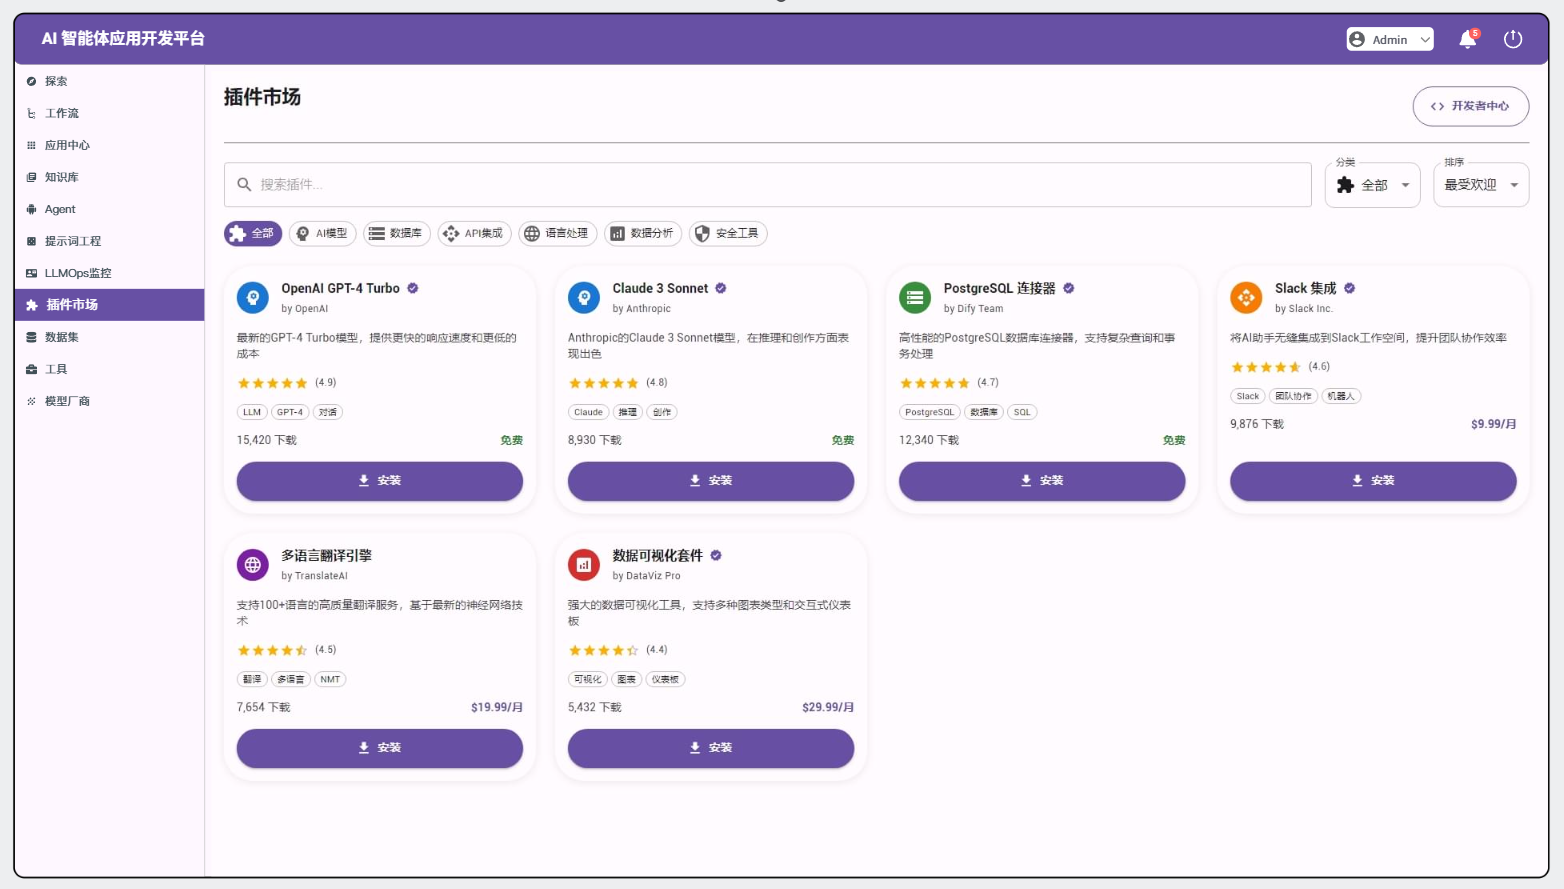 AI 智能体应用开发平台
Admin
5
探索
工作流
应用中心
知识库
Agent
提示词工程
LLMOps监控
插件市场
数据集
工具
模型厂商
插件市场
开发者中心
搜索插件...
分类
全部
排序
最受欢迎
全部
AI模型
数据库
API集成
语言处理
数据分析
安全工具
OpenAI GPT-4 Turbo
by OpenAI
最新的GPT-4 Turbo模型，提供更快的响应速度和更低的
成本
(4.9)
LLM
GPT-4
对话
15,420 下载
免费
安装
Claude 3 Sonnet
by Anthropic
Anthropic的Claude 3 Sonnet模型，在推理和创作方面表
现出色
(4.8)
Claude
推理
创作
8,930 下载
免费
安装
PostgreSQL 连接器
by Dify Team
高性能的PostgreSQL数据库连接器，支持复杂查询和事
务处理
(4.7)
PostgreSQL
数据库
SQL
12,340 下载
免费
安装
Slack 集成
by Slack Inc.
将AI助手无缝集成到Slack工作空间，提升团队协作效率
(4.6)
Slack
团队协作
机器人
9,876 下载
$9.99/月
安装
多语言翻译引擎
by TranslateAI
支持100+语言的高质量翻译服务，基于最新的神经网络技
术
(4.5)
翻译
多语言
NMT
7,654 下载
$19.99/月
安装
数据可视化套件
by DataViz Pro
强大的数据可视化工具，支持多种图表类型和交互式仪表
板
(4.4)
可视化
图表
仪表板
5,432 下载
$29.99/月
安装